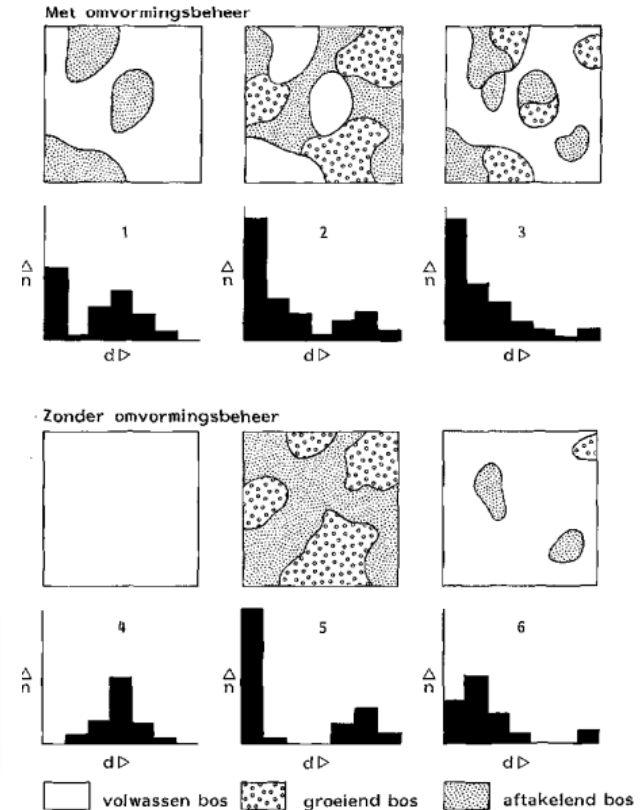 Met omvormingsbeheer
1 2 3
△ △ △
n n n
d▷ d▷ d▷
Zonder omvormingsbeheer
4 5 6
△ △ △
n n n
d▷ d▷ d▷
volwassen bos groeiend bos aftakelend bos